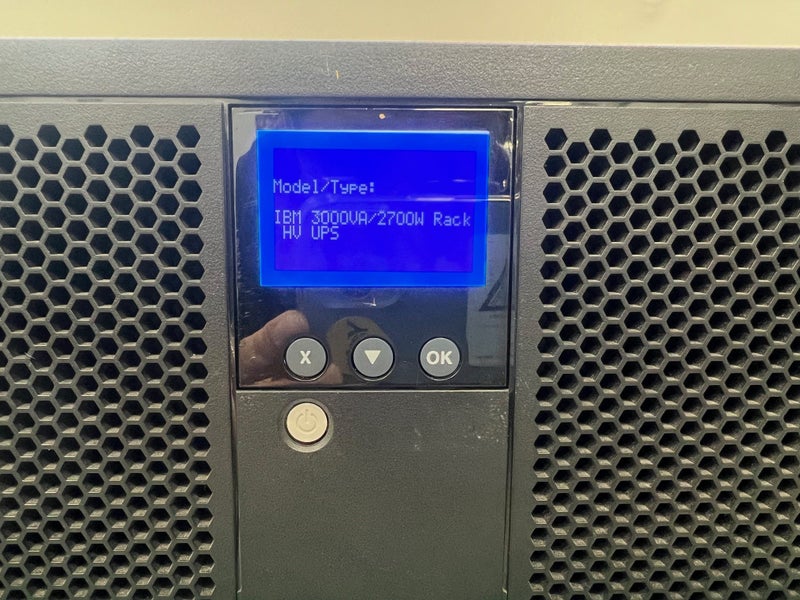 Model/Type:
IBM 3000VA/2700W Rack
HV UPS
X
OK